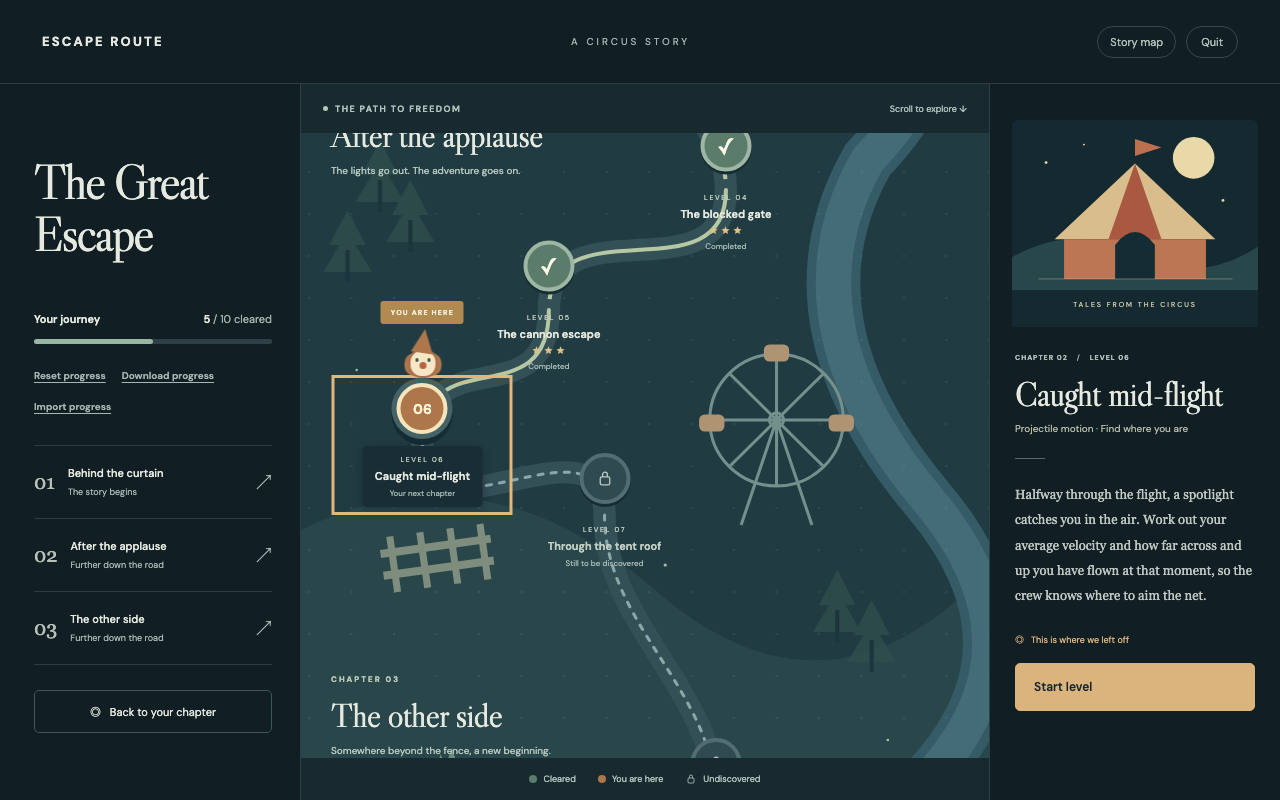 ESCAPE ROUTE
A CIRCUS STORY
Story map
Quit
The Great
Escape
Your journey
5 / 10 cleared
Reset progress
Download progress
Import progress
01
Behind the curtain
The story begins
02
After the applause
Further down the road
03
The other side
Further down the road
Back to your chapter
THE PATH TO FREEDOM
Scroll to explore ↓
After the applause
The lights go out. The adventure goes on.
LEVEL 04
The blocked gate
Completed
LEVEL 05
The cannon escape
Completed
YOU ARE HERE
06
LEVEL 06
Caught mid-flight
Your next chapter
LEVEL 07
Through the tent roof
Still to be discovered
CHAPTER 03
The other side
Somewhere beyond the fence, a new beginning.
Cleared
You are here
Undiscovered
TALES FROM THE CIRCUS
CHAPTER 02 / LEVEL 06
Caught mid-flight
Projectile motion · Find where you are
Halfway through the flight, a spotlight
catches you in the air. Work out your
average velocity and how far across and
up you have flown at that moment, so the
crew knows where to aim the net.
This is where we left off
Start level